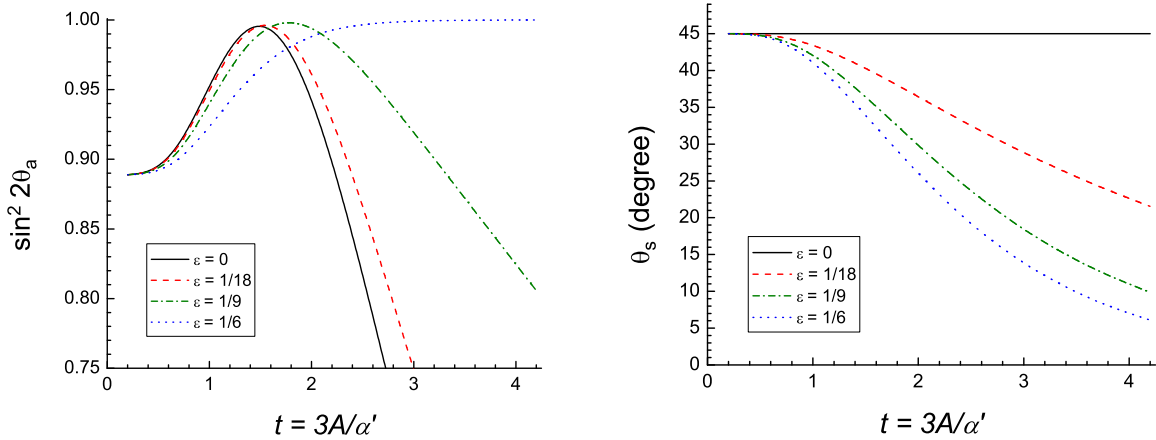 1.00
0.95
0.90
0.85
0.80
0.75
sin² 2θₐ
ε = 0
ε = 1/18
ε = 1/9
ε = 1/6
0 1 2 3 4
t = 3A/α'
45
40
35
30
25
20
15
10
5
0
θₛ (degree)
ε = 0
ε = 1/18
ε = 1/9
ε = 1/6
0 1 2 3 4
t = 3A/α'